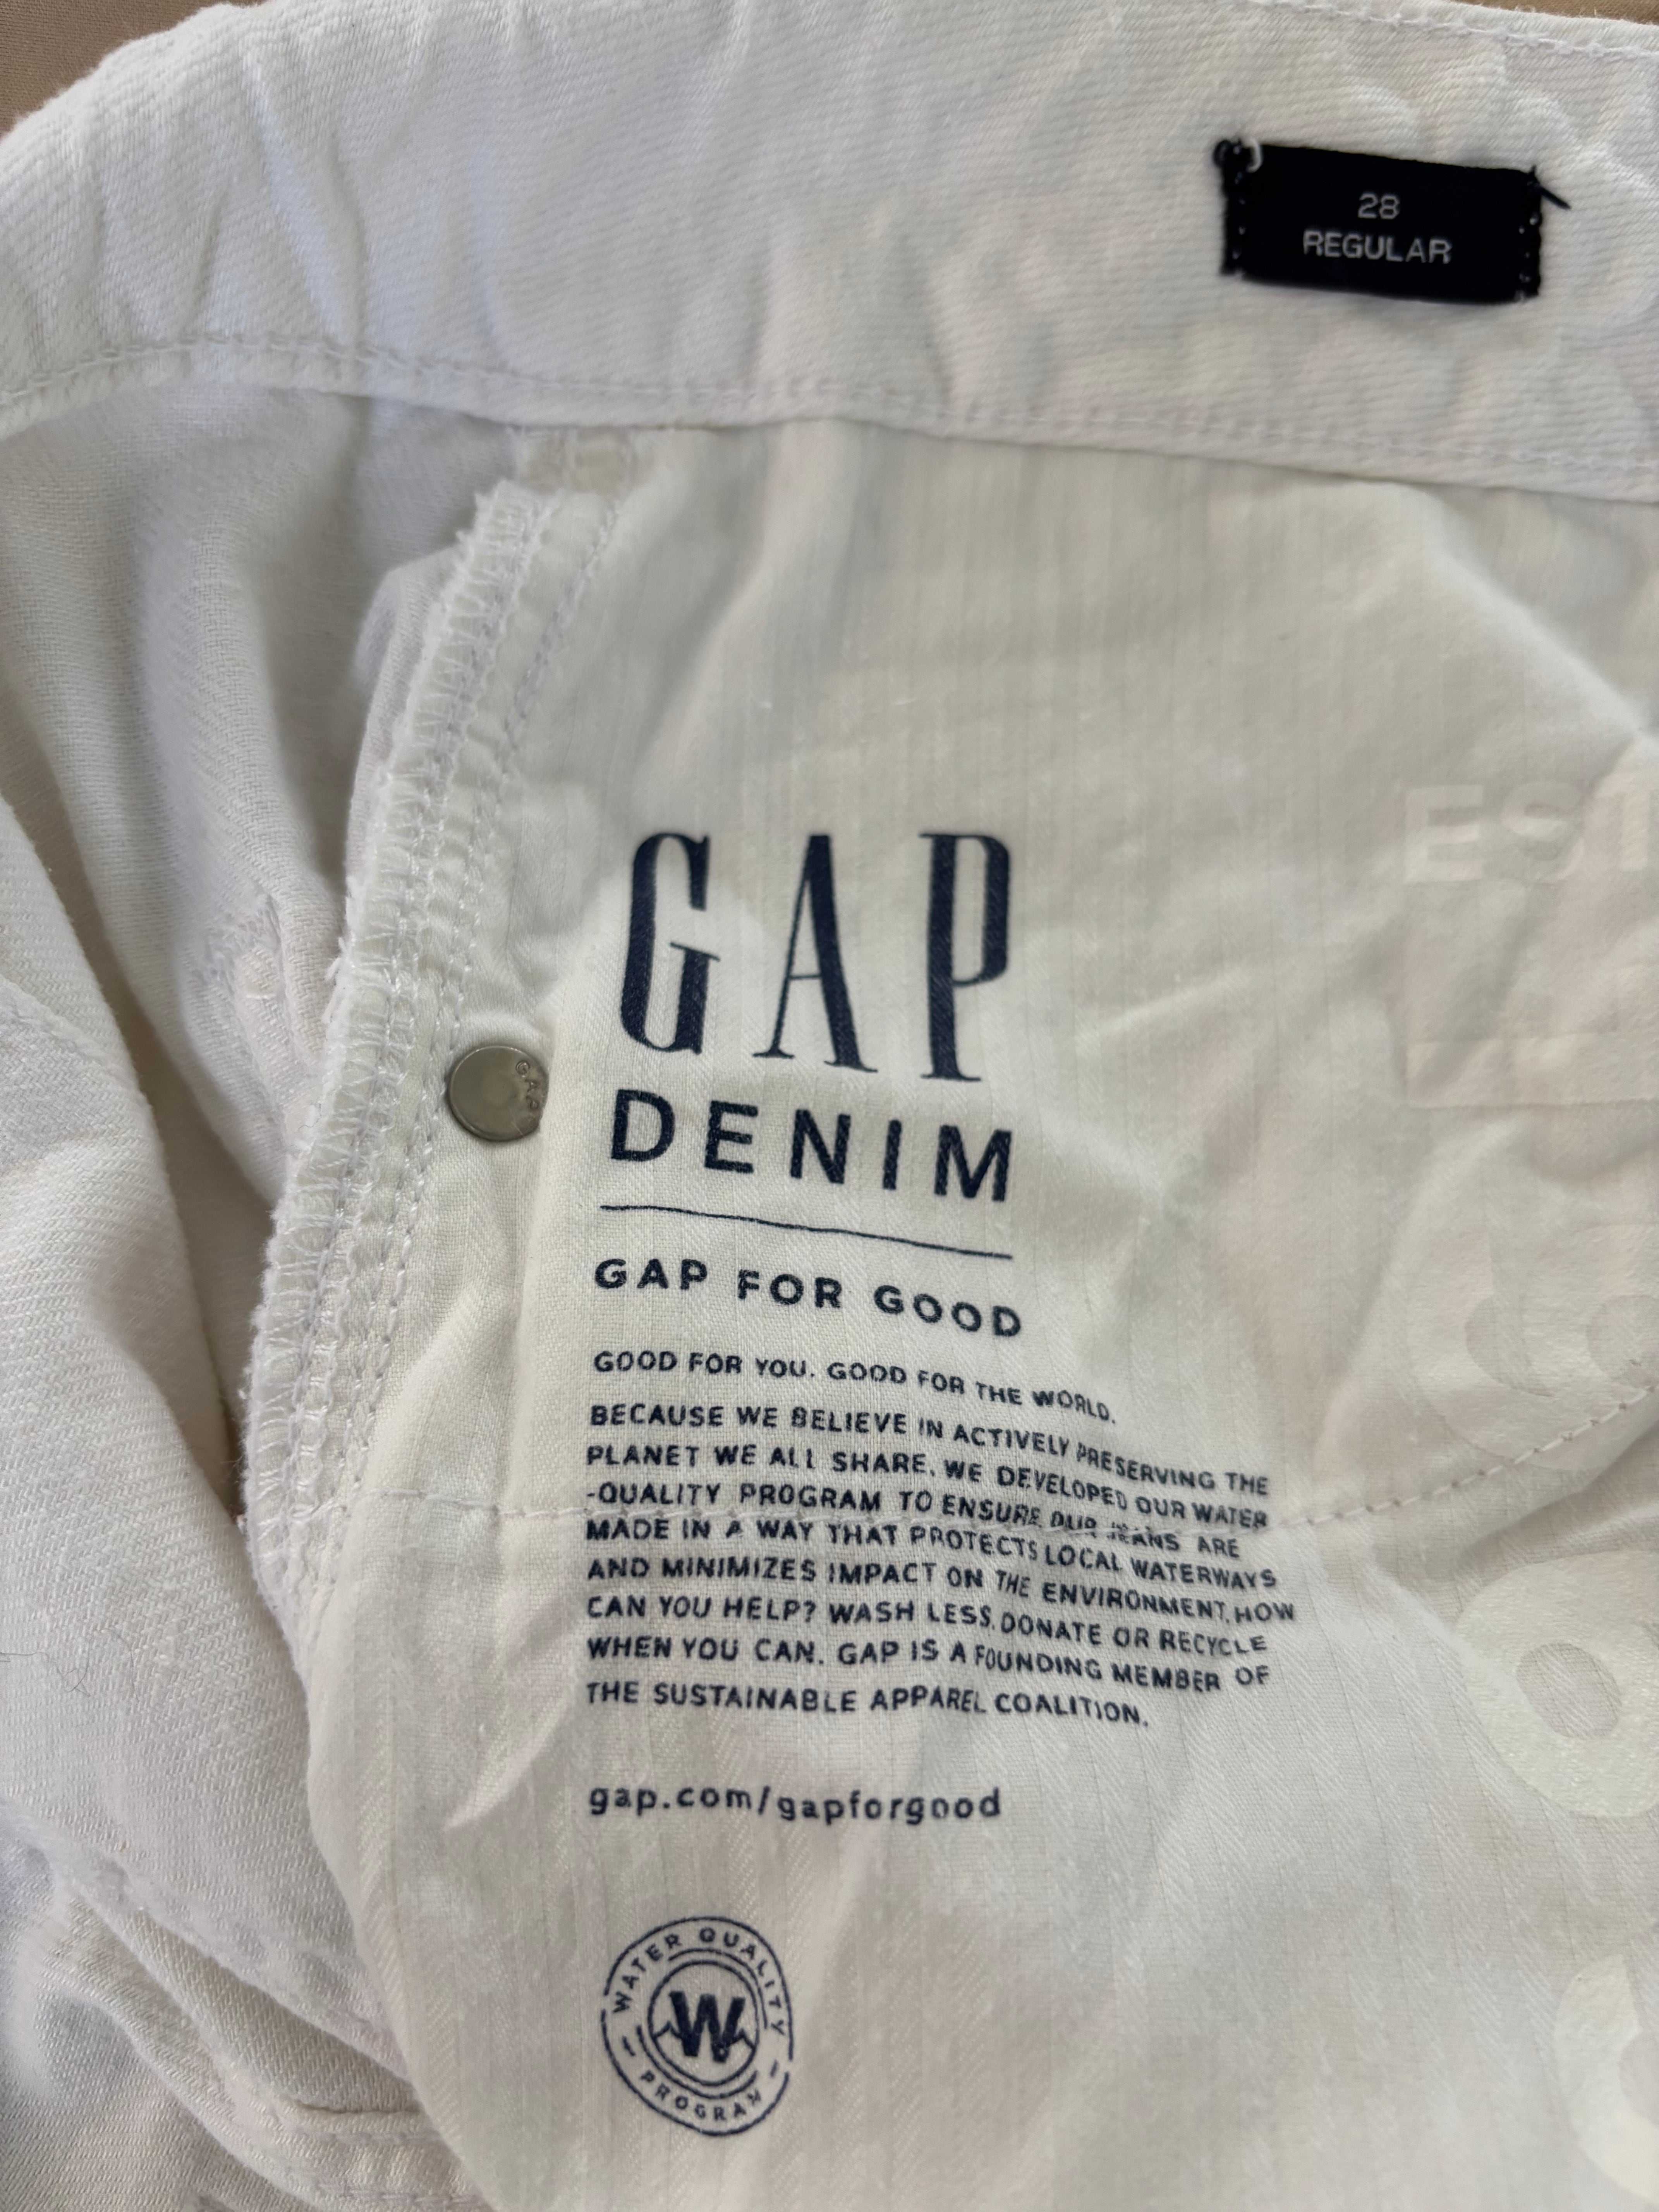 28
REGULAR
EST
GAP
GAP
DENIM
GAP FOR GOOD
GOOD FOR YOU. GOOD FOR THE WORLD.
BECAUSE WE BELIEVE IN ACTIVELY PRESERVING THE
PLANET WE ALL SHARE, WE DEVELOPED OUR WATER
-QUALITY PROGRAM TO ENSURE OUR JEANS ARE
MADE IN A WAY THAT PROTECTS LOCAL WATERWAYS
AND MINIMIZES IMPACT ON THE ENVIRONMENT. HOW
CAN YOU HELP? WASH LESS, DONATE OR RECYCLE
WHEN YOU CAN. GAP IS A FOUNDING MEMBER OF
THE SUSTAINABLE APPAREL COALITION.
gap.com/gapforgood
WATER QUALITY
W
PROGRAM